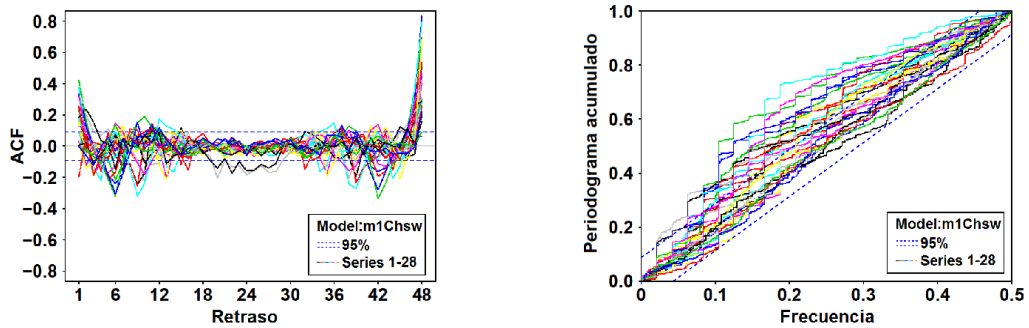 ACF
0.8
0.6
0.4
0.2
0.0
−0.2
−0.4
−0.6
−0.8
1 6 12 18 24 30 36 42 48
Retraso
Model:m1Chsw
95%
Series 1-28
Periodograma acumulado
1.0
0.8
0.6
0.4
0.2
0.0
0 0.1 0.2 0.3 0.4 0.5
Frecuencia
Model:m1Chsw
95%
Series 1-28